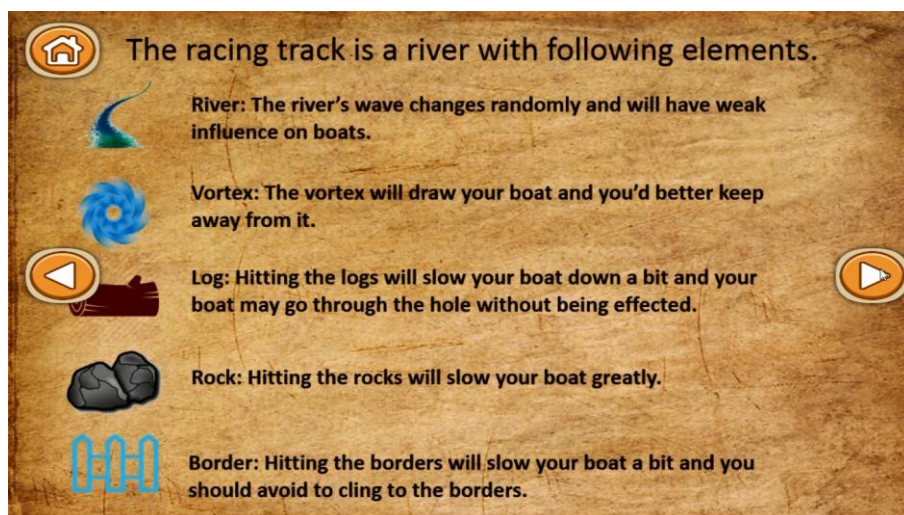 The racing track is a river with following elements.
River: The river's wave changes randomly and will have weak
influence on boats.
Vortex: The vortex will draw your boat and you'd better keep
away from it.
Log: Hitting the logs will slow your boat down a bit and your
boat may go through the hole without being effected.
Rock: Hitting the rocks will slow your boat greatly.
Border: Hitting the borders will slow your boat a bit and you
should avoid to cling to the borders.